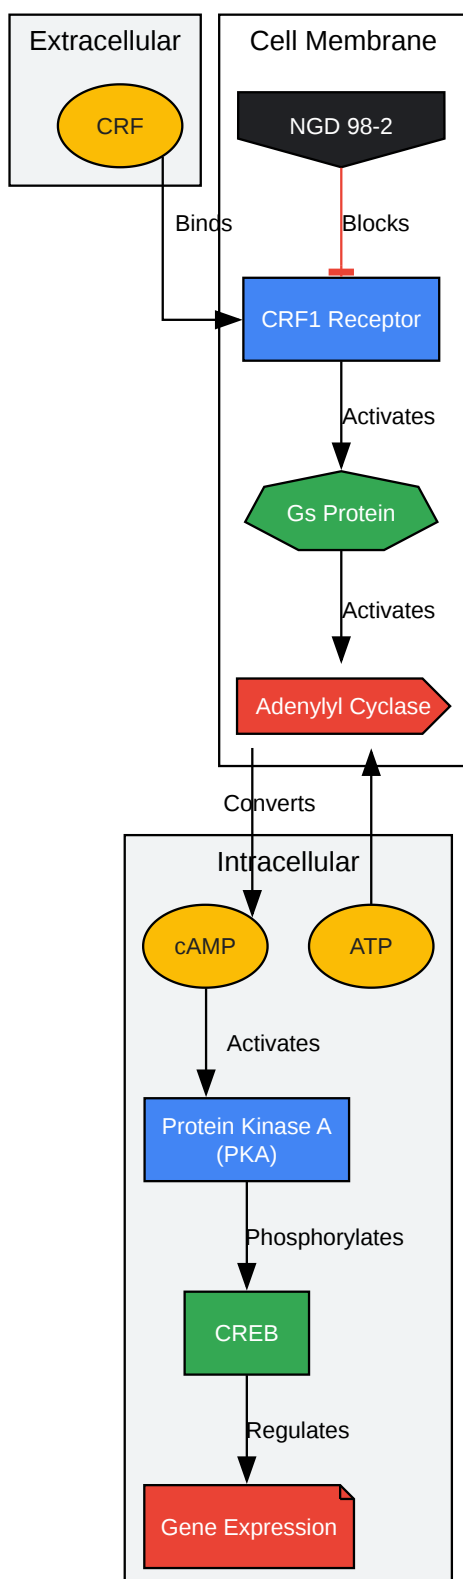 Extracellular
Cell Membrane
CRF
NGD 98-2
Binds
Blocks
CRF1 Receptor
Activates
Gs Protein
Activates
Adenylyl Cyclase
Converts
Intracellular
cAMP
ATP
Activates
Protein Kinase A
(PKA)
Phosphorylates
CREB
Regulates
Gene Expression